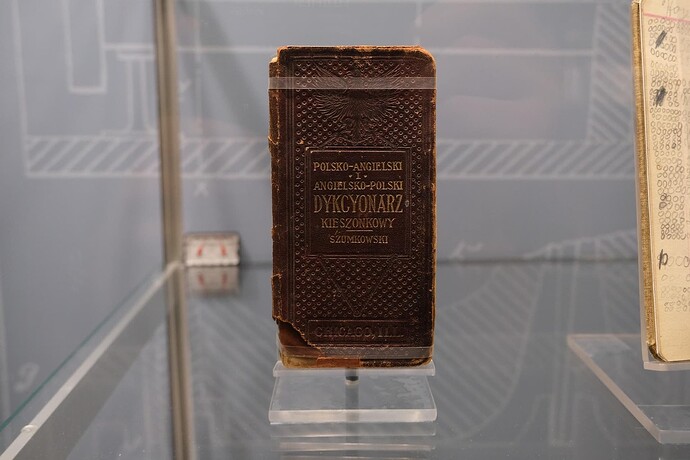 POLSKO-ANGIELSKI
-I-
ANGIELSKO-POLSKI
DYKCYONARZ
KIESZONKOWY
SZUMKOWSKI
CHICAGO, ILL.